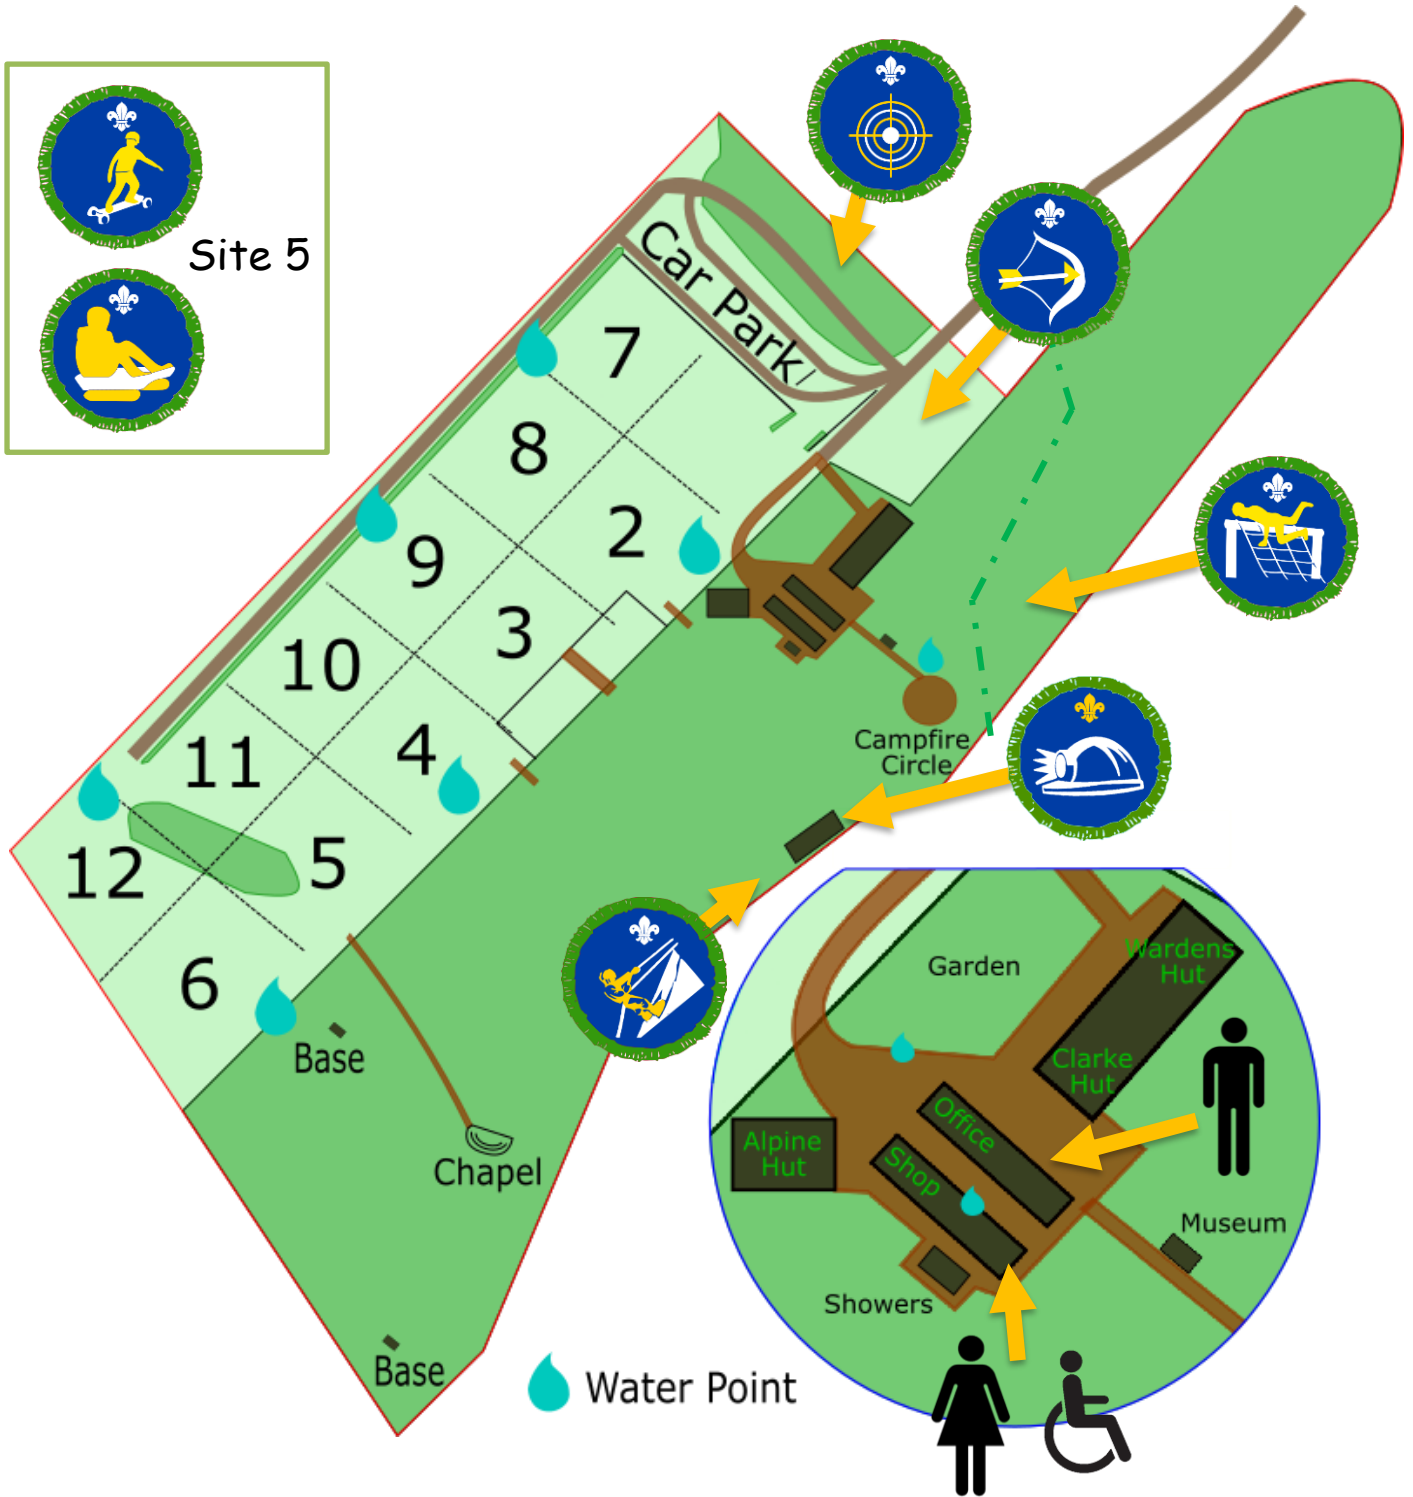 Site 5
Car Park
7
8
2
9
3
10
4
11
5
12
6
Campfire
Circle
Base
Chapel
Base
Water Point
Garden
Wardens
Hut
Clarke
Hut
Office
Alpine
Hut
Shop
Museum
Showers